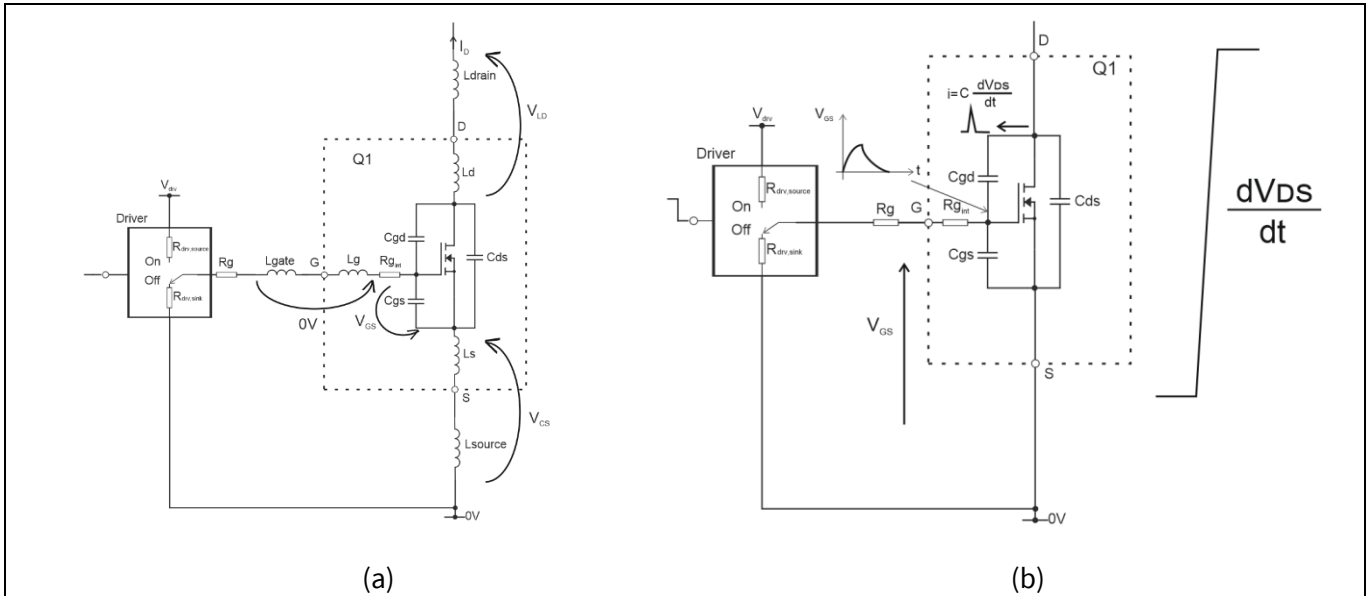 I_D
Ldrain
V_LD
D
Q1
Ld
V_drv
Driver
R_drv,source
On
Off
R_drv,sink
Rg
Lgate
G
Lg
Rg_int
Cgd
Cds
Cgs
0V
V_GS
Ls
S
V_CS
Lsource
0V
(a)
D
Q1
i=C dV_DS
dt
V_GS
t
V_drv
Driver
R_drv,source
On
Off
R_drv,sink
Rg
G
Rg_int
Cgd
Cds
Cgs
V_GS
S
0V
dV_DS
dt
(b)